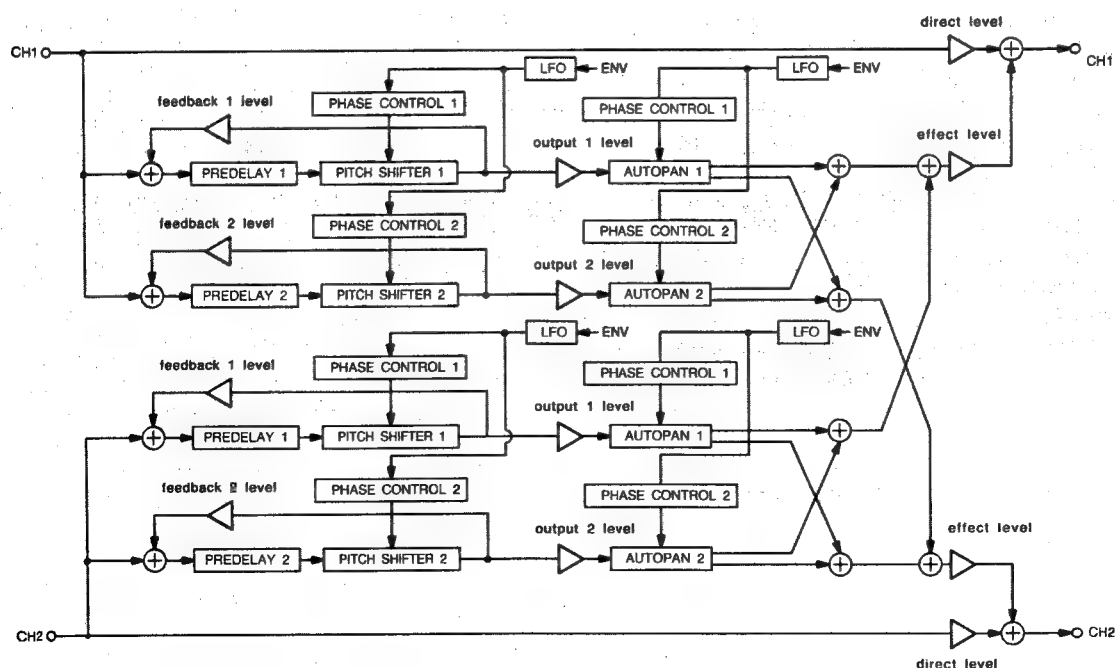 direct level
CH1
CH1
LFO
ENV
LFO
ENV
feedback 1 level
PHASE CONTROL 1
PHASE CONTROL 1
output 1 level
effect level
PREDELAY 1
PITCH SHIFTER 1
AUTOPAN 1
feedback 2 level
PHASE CONTROL 2
PHASE CONTROL 2
output 2 level
PREDELAY 2
PITCH SHIFTER 2
AUTOPAN 2
LFO
ENV
LFO
ENV
feedback 1 level
PHASE CONTROL 1
PHASE CONTROL 1
output 1 level
PREDELAY 1
PITCH SHIFTER 1
AUTOPAN 1
feedback 2 level
PHASE CONTROL 2
PHASE CONTROL 2
output 2 level
effect level
PREDELAY 2
PITCH SHIFTER 2
AUTOPAN 2
CH2
CH2
direct level